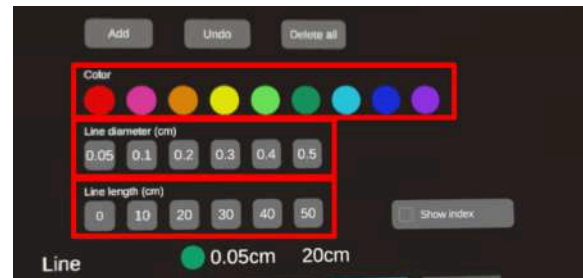 Add Undo Delete all
Color
Line diameter (cm)
0.05 0.1 0.2 0.3 0.4 0.5
Line length (cm)
0 10 20 30 40 50
Show index
Line 0.05cm 20cm